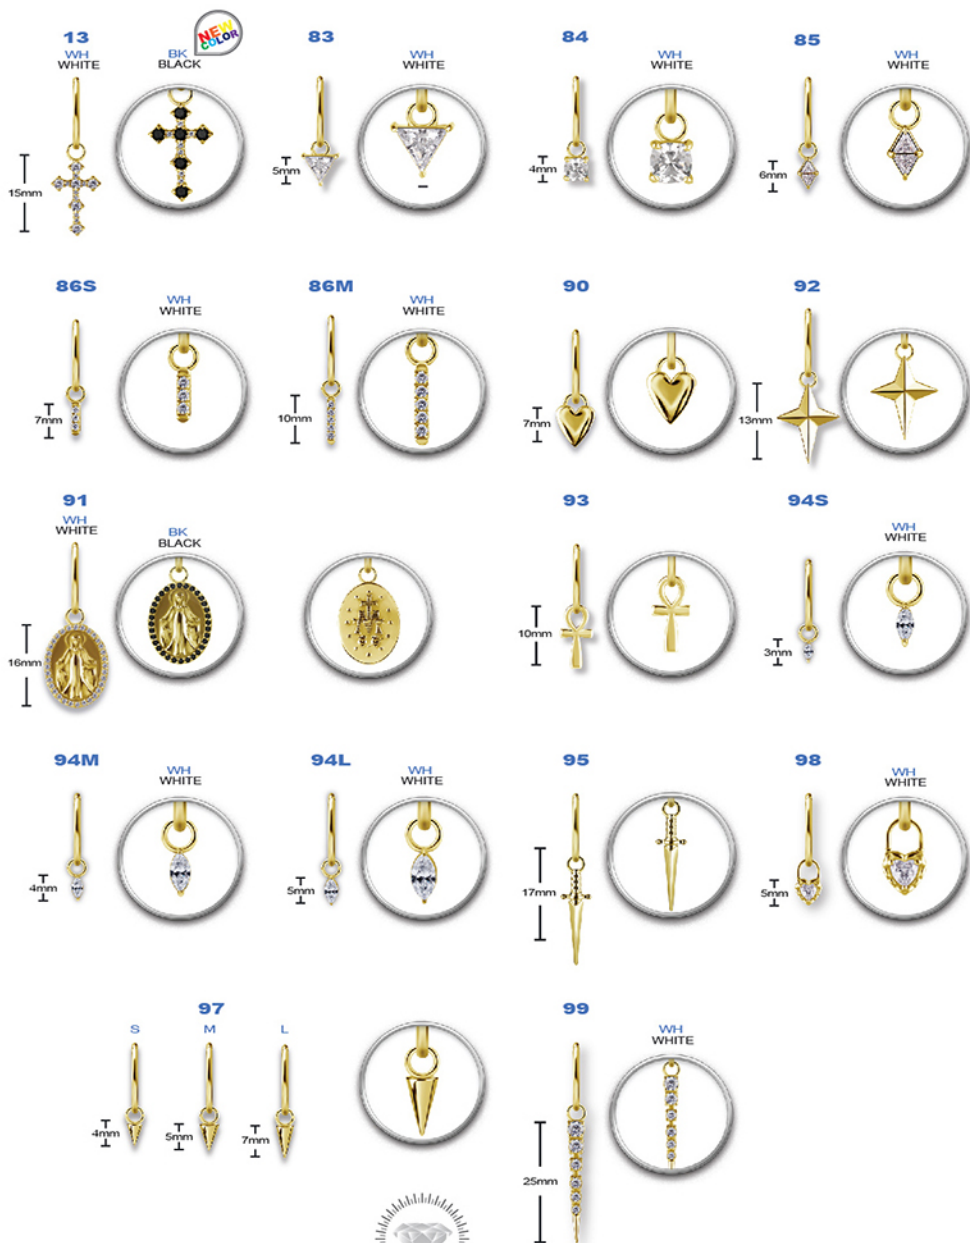 13
WH
WHITE
15mm
BK
BLACK
NEW
COLOR
83
WH
WHITE
5mm
84
WH
WHITE
4mm
85
WH
WHITE
6mm
86S
WH
WHITE
7mm
86M
WH
WHITE
10mm
90
7mm
92
13mm
91
WH
WHITE
16mm
BK
BLACK
93
10mm
94S
WH
WHITE
3mm
94M
WH
WHITE
4mm
94L
WH
WHITE
5mm
95
17mm
98
WH
WHITE
5mm
97
S
M
L
4mm
5mm
7mm
99
WH
WHITE
25mm